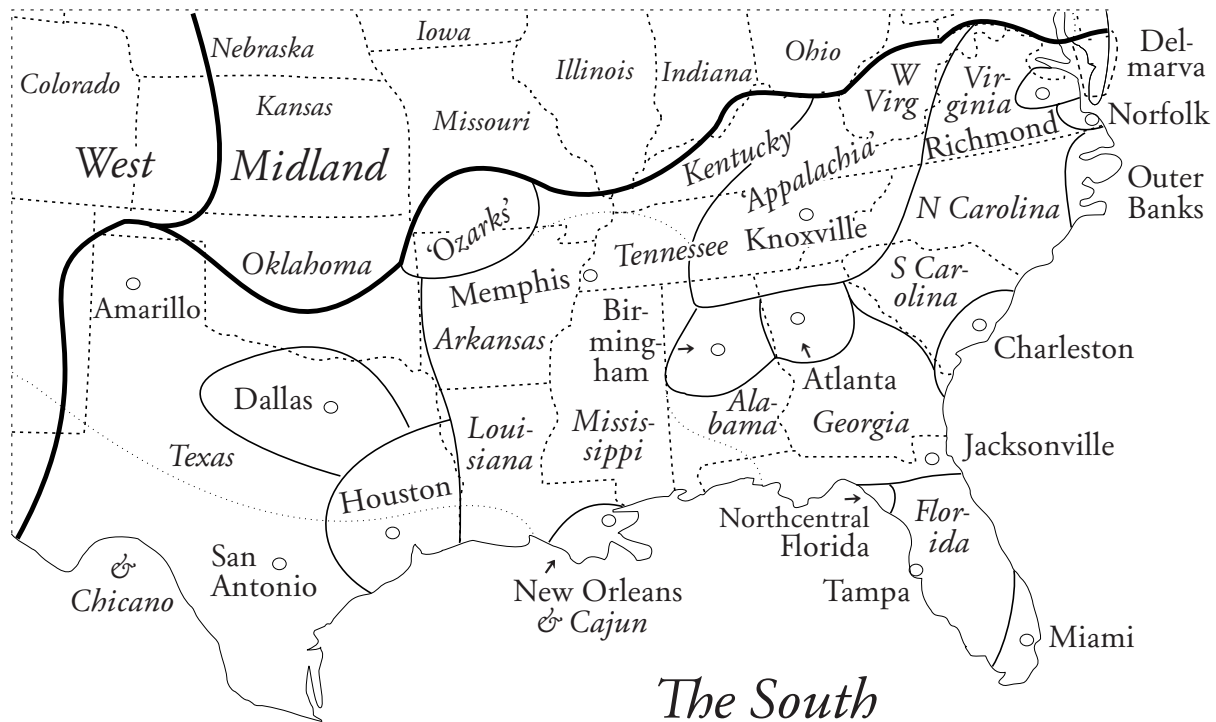 Iowa
Nebraska
Ohio
Del-
marva
Colorado
Illinois
Indiana
W
Virg
Vir-
ginia
Kansas
Missouri
Norfolk
Richmond
West
Midland
Kentucky
'Appalachia'
Outer
Banks
N Carolina
'Ozarks'
Tennessee
Knoxville
Oklahoma
Memphis
S Car-
olina
Amarillo
Arkansas
Bir-
ming-
ham
Charleston
Atlanta
Dallas
Ala-
bama
Georgia
Loui-
siana
Missis-
sippi
Jacksonville
Texas
Houston
Northcentral
Florida
Flor-
ida
San
Antonio
&
Chicano
New Orleans
& Cajun
Tampa
Miami
The South